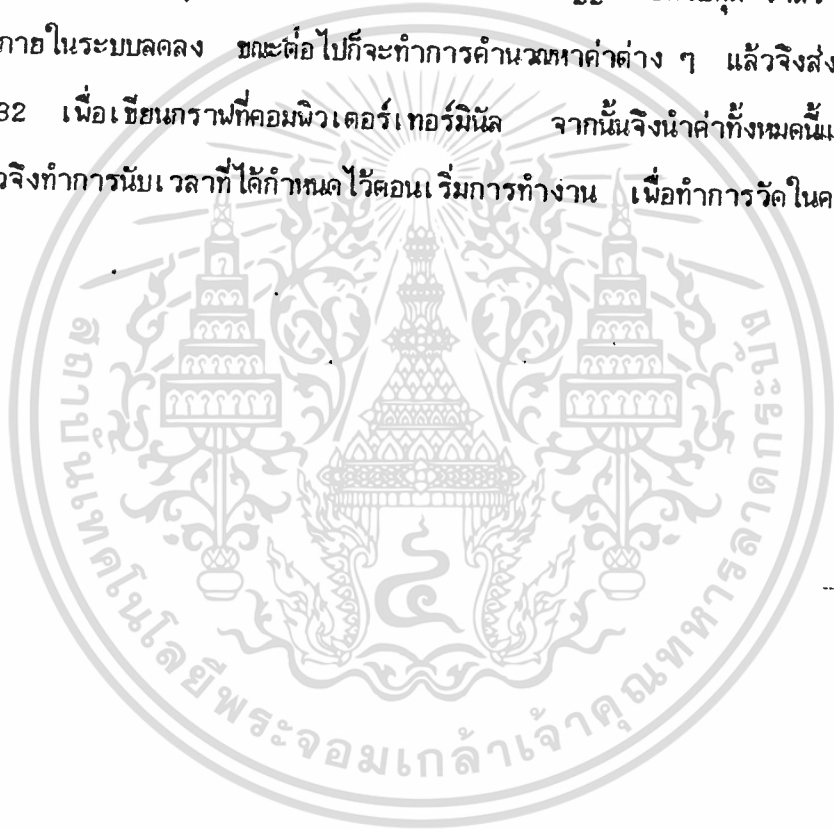 ภายในระบบลดลง ขณะต่อไปก็จะทำการคำนวณหาค่าต่าง ๆ แล้วจึงส่ง
32 เพื่อเขียนกราฟที่คอมพิวเตอร์เทอร์มินัล จากนั้นจึงนำค่าทั้งหมดนี้
จึงทำการนับเวลาที่ได้กำหนดไว้ตอนเริ่มการทำงาน เพื่อทำการวัดใน
สถาบันเทคโนโลยีพระจอมเกล้าเจ้าคุณทหารลาดกระบัง